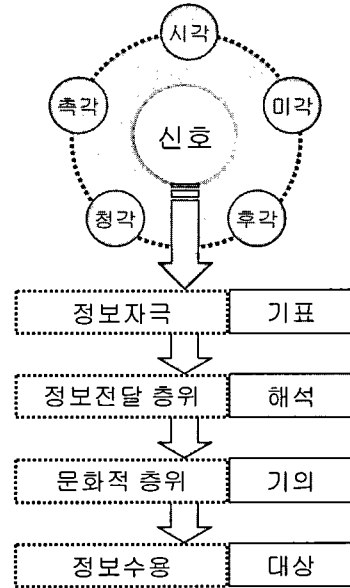 시각
촉각
미각
신호
청각
후각
정보자극 기표
정보전달 층위 해석
문화적 층위 기의
정보수용 대상